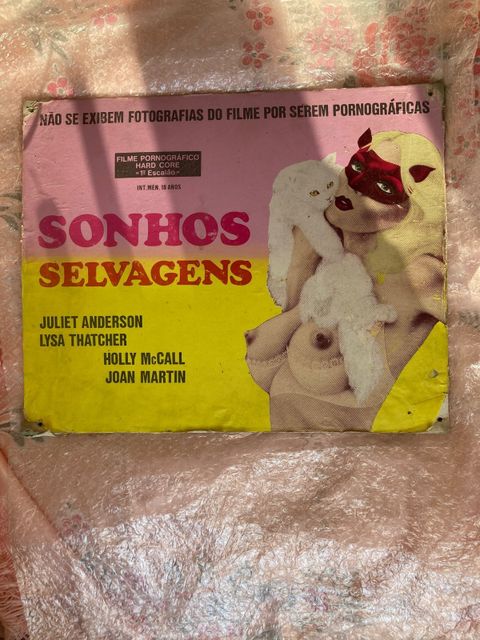 NÃO SE EXIBEM FOTOGRAFIAS DO FILME POR SEREM PORNOGRÁFICAS
FILME PORNOGRÁFICO
HARD CORE
-1º Escalão-
INT. MEN. 18 ANOS
SONHOS
SELVAGENS
JULIET ANDERSON
LYSA THATCHER
HOLLY McCALL
JOAN MARTIN